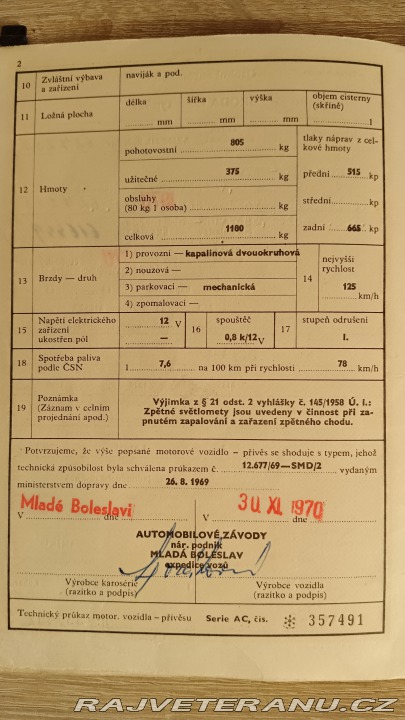 2
10 Zvláštní výbava a zařízení naviják a pod.
11 Ložná plocha délka mm šířka mm výška mm objem cisterny (skříně) l
12 Hmoty
pohotovostní 805 kg
užitečné 375 kg
obsluhy (80 kg 1 osoba) kg
celková 1180 kg
tlaky náprav z celkové hmoty
přední 515 kp
střední kp
zadní 665 kp
13 Brzdy — druh
1) provozní — kapalinová dvouokruhová
2) nouzová —
3) parkovací — mechanická
4) zpomalovací —
14 nejvyšší rychlost 125 km/h
15 Napětí elektrického zařízení 12 V
ukostřen pól —
16 spouštěč 0,8 k/12 V
17 stupeň odrušení I.
18 Spotřeba paliva podle ČSN l 7,6 na 100 km při rychlosti 78 km/h
19 Poznámka (Záznam v celním projednání apod.)
Výjimka z § 21 odst. 2 vyhlášky č. 145/1958 Ú. l.:
Zpětné světlomety jsou uvedeny v činnost při za-
pnutém zapalování a zařazení zpětného chodu.
Potvrzujeme, že výše popsané motorové vozidlo – přívěs se shoduje s typem, jehož
technická způsobilost byla schválena průkazem č. 12.677/69—SMD/2 vydaným
ministerstvem dopravy dne 26. 8. 1969
Mladé Boleslavi 30 XI. 1970
V dne V dne
AUTOMOBILOVÉ ZÁVODY
nár. podnik
MLADÁ BOLESLAV
expedice vozů
Výrobce karosérie Výrobce vozidla
(razítko a podpis) (razítko a podpis)
Technický průkaz motor. vozidla – přívěsu Serie AC, čis. 357491
RAJVETERANU.CZ